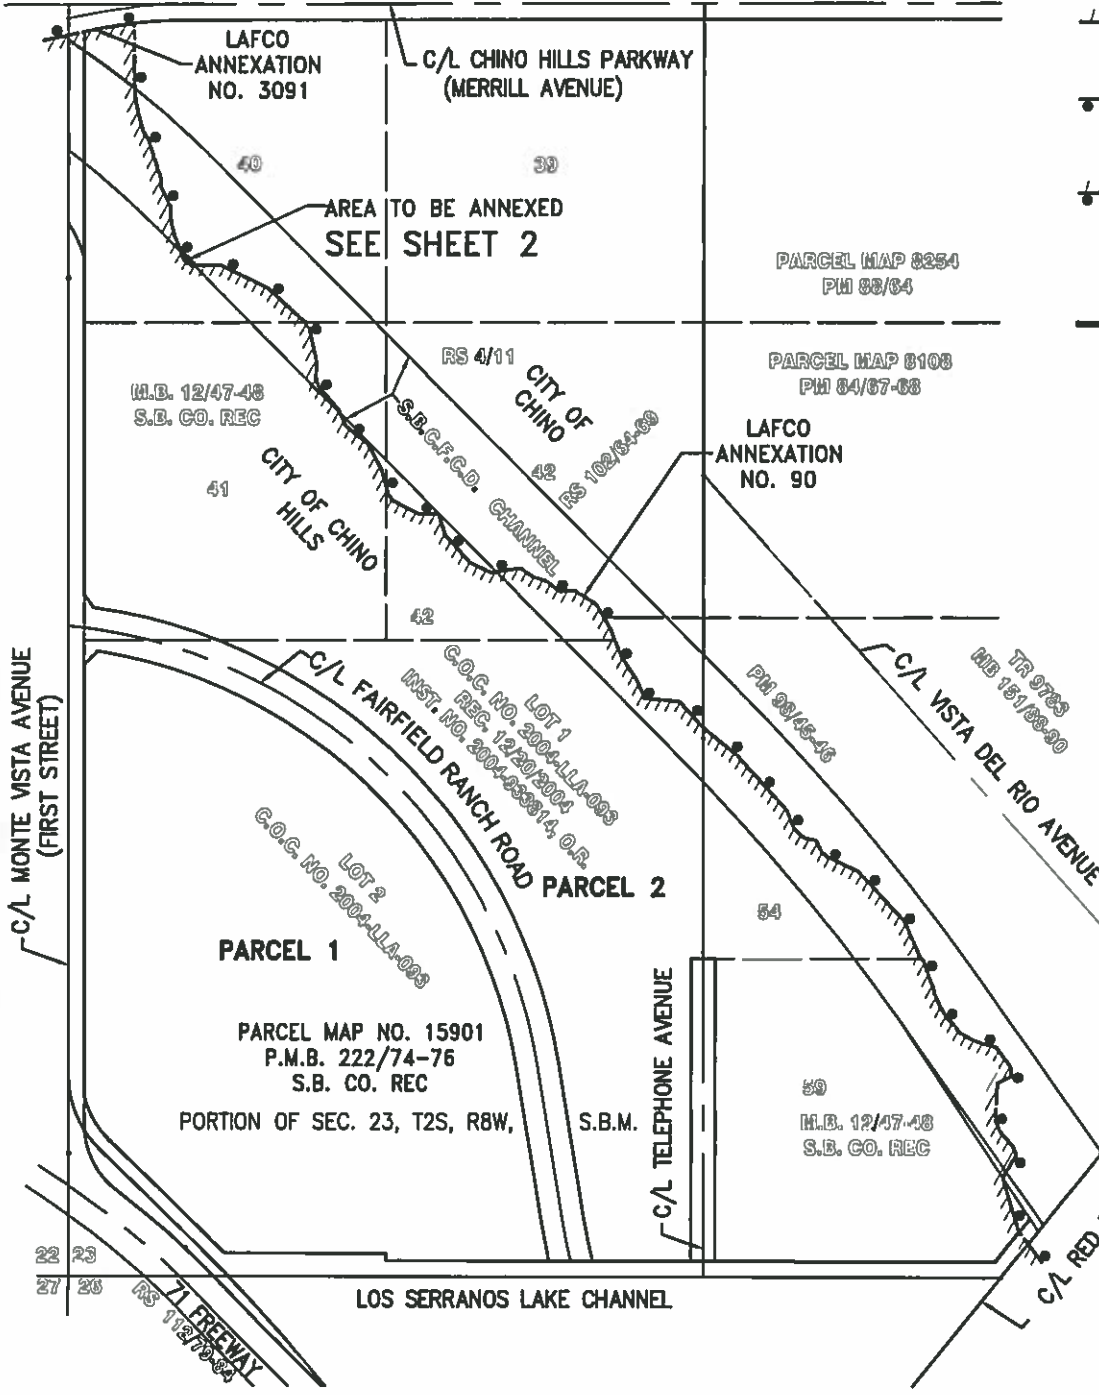 LAFCO
ANNEXATION
NO. 3091
C/L CHINO HILLS PARKWAY
(MERRILL AVENUE)
40
39
AREA TO BE ANNEXED
SEE SHEET 2
PARCEL MAP 8254
PM 88/64
RS 4/11
PARCEL MAP 8108
PM 84/67-68
M.B. 12/47-48
S.B. CO. REC
CITY OF
CHINO
S.B.C.F.C.D. CHANNEL
42
RS 102/64-69
LAFCO
ANNEXATION
NO. 90
41
CITY OF CHINO
HILLS
42
C/L MONTE VISTA AVENUE
(FIRST STREET)
C/L FAIRFIELD RANCH ROAD
LOT 1
C.O.C. NO. 2004-LLA-093
REC. 12/20/2004
INST. NO. 2004-933814, O.R.
PM 96/45-46
C/L VISTA DEL RIO AVENUE
TR 9783
MB 151/88-90
LOT 2
C.O.C. NO. 2004-LLA-093
PARCEL 2
54
PARCEL 1
PARCEL MAP NO. 15901
P.M.B. 222/74-76
S.B. CO. REC
PORTION OF SEC. 23, T2S, R8W, S.B.M.
C/L TELEPHONE AVENUE
59
M.B. 12/47-48
S.B. CO. REC
22 23
27 26
RS 112/79-84
71 FREEWAY
LOS SERRANOS LAKE CHANNEL
C/L RED